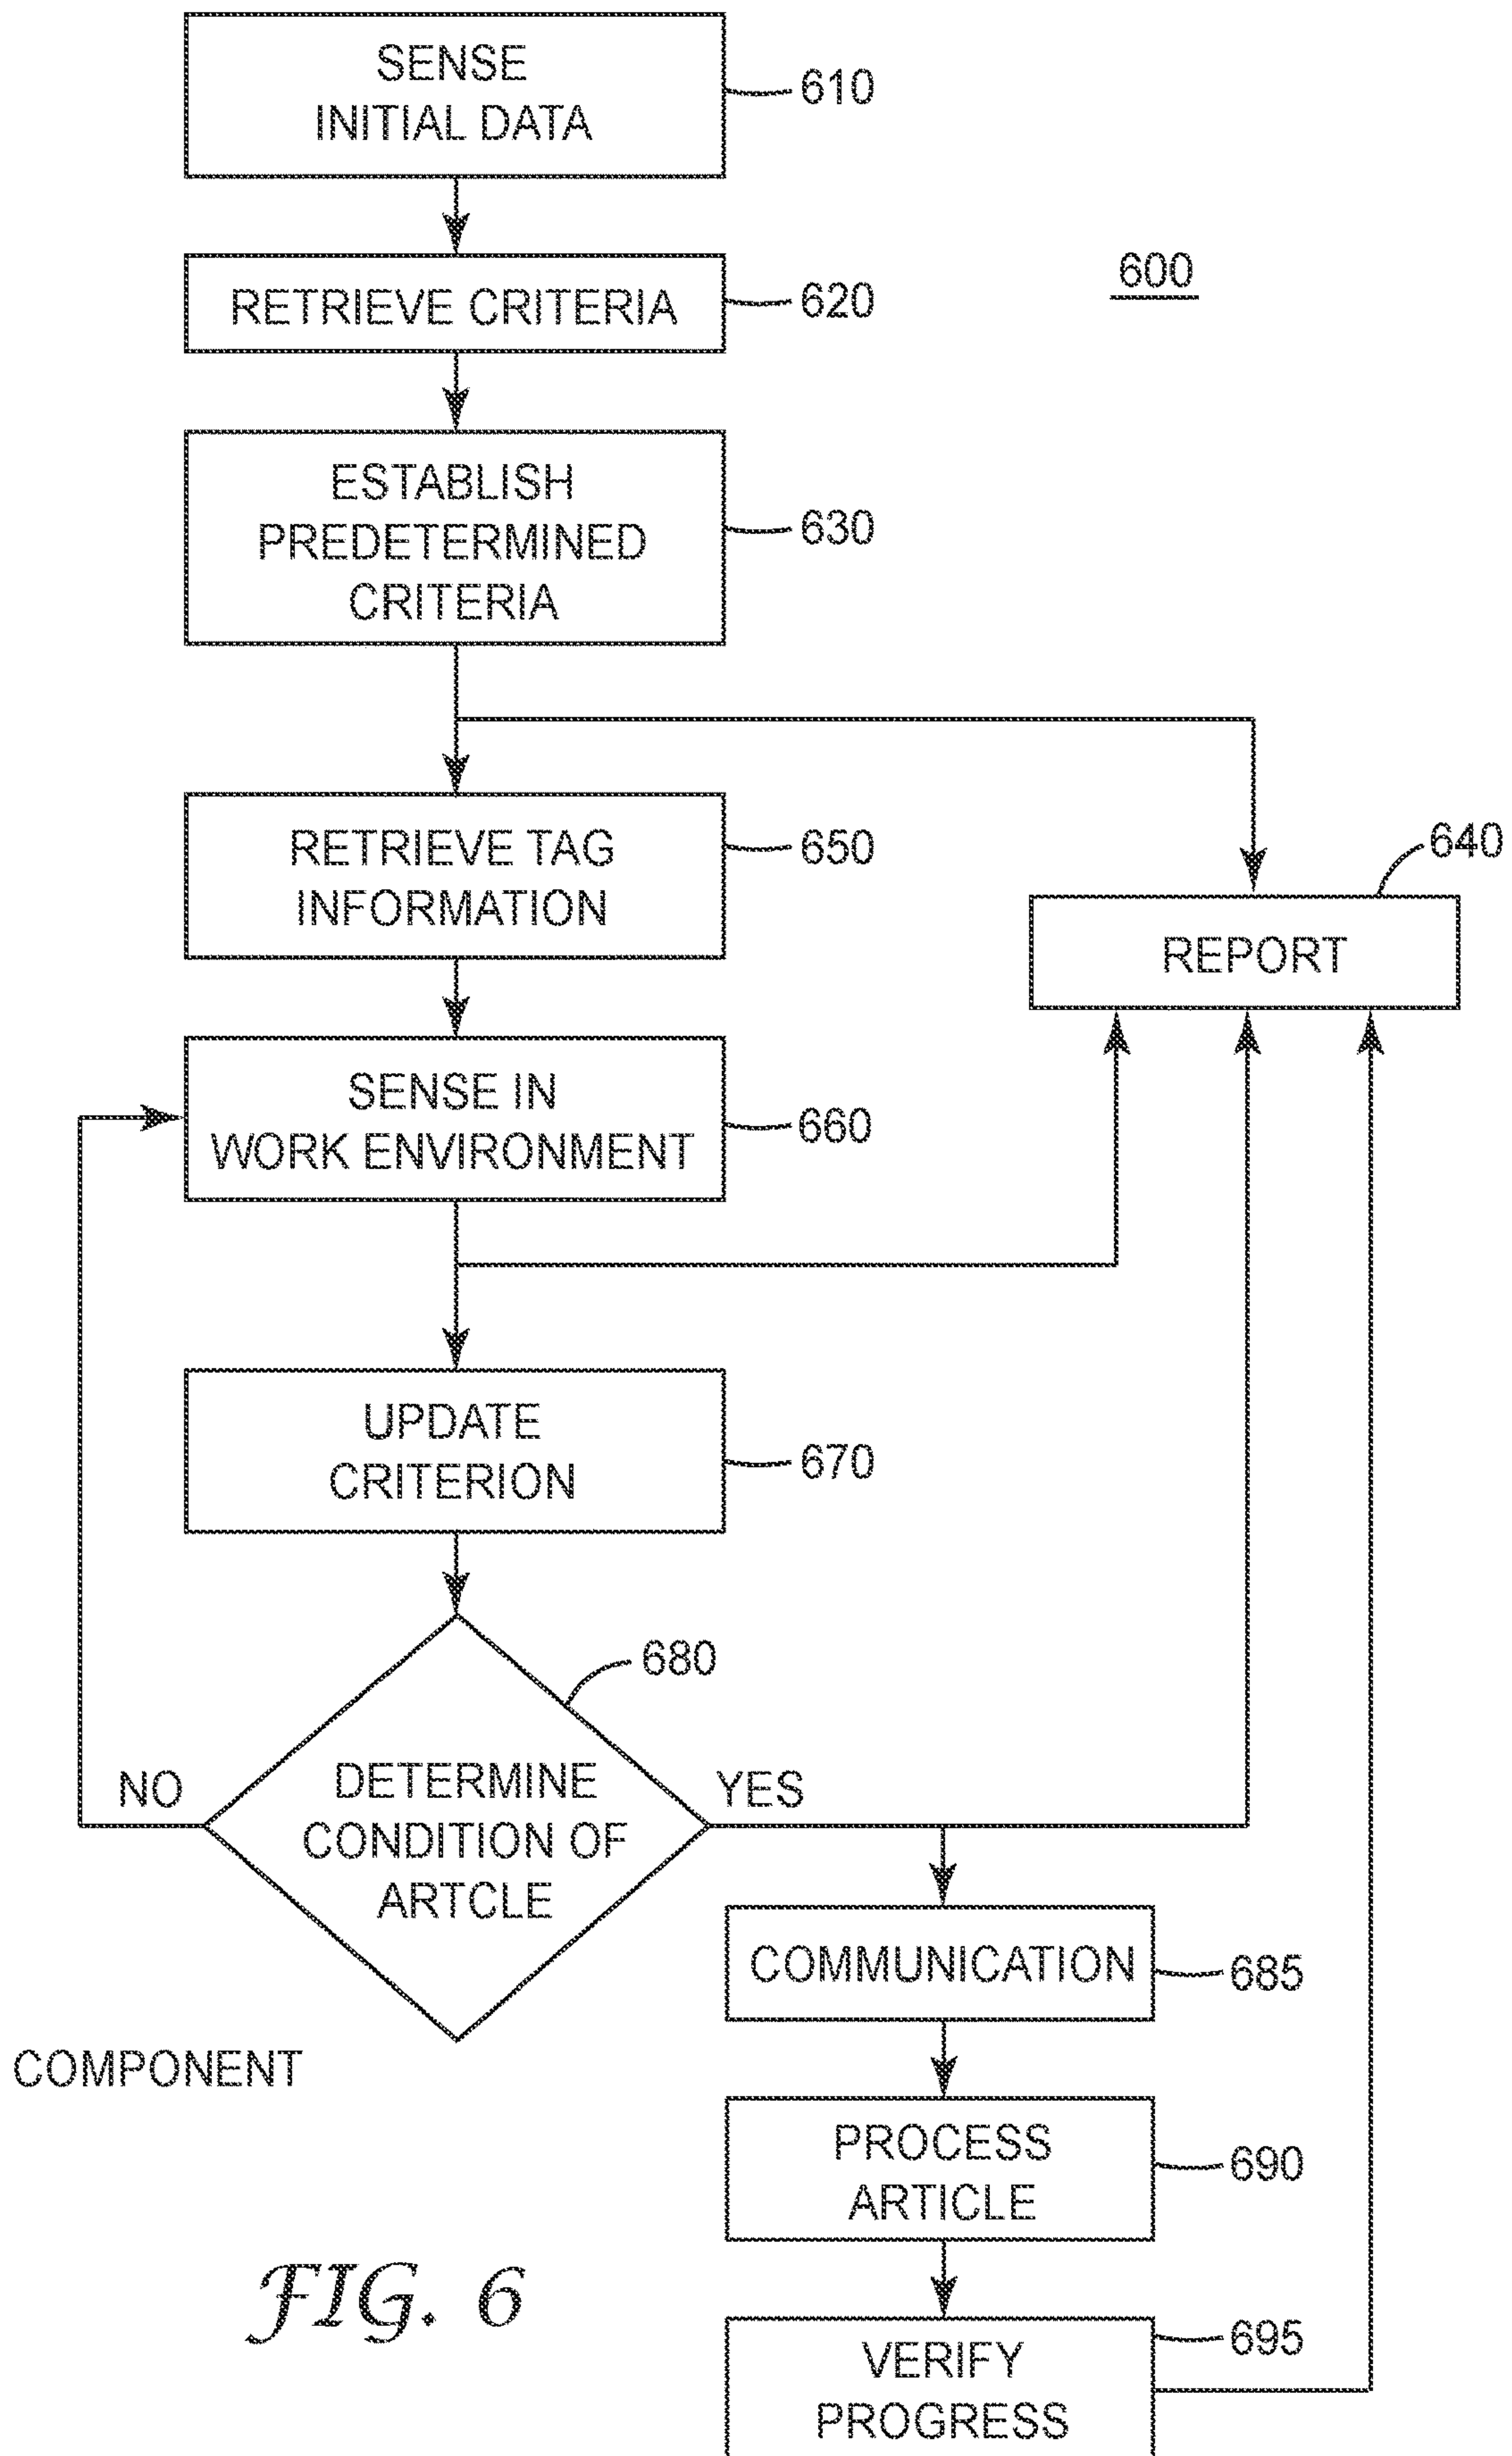 SENSE
INITIAL DATA
610
RETRIEVE CRITERIA
620
600
ESTABLISH
PREDETERMINED
CRITERIA
630
RETRIEVE TAG
INFORMATION
650
640
REPORT
SENSE IN
WORK ENVIRONMENT
660
UPDATE
CRITERION
670
680
NO
DETERMINE
CONDITION OF
ARTCLE
YES
COMMUNICATION
685
COMPONENT
PROCESS
ARTICLE
690
FIG. 6
VERIFY
PROGRESS
695